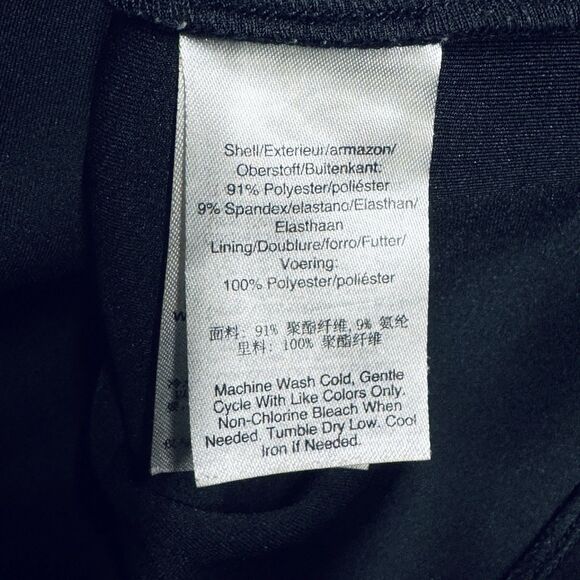 Shell/Exterieur/armazon/
Oberstoff/Buitenkant:
91% Polyester/poliéster
9% Spandex/elastano/Elasthan/
Elasthaan
Lining/Doublure/forro/Futter/
Voering:
100% Polyester/poliéster
面料: 91% 聚酯纤维,9% 氨纶
里料: 100% 聚酯纤维
Machine Wash Cold, Gentle
Cycle With Like Colors Only.
Non-Chlorine Bleach When
Needed. Tumble Dry Low. Cool
Iron If Needed.